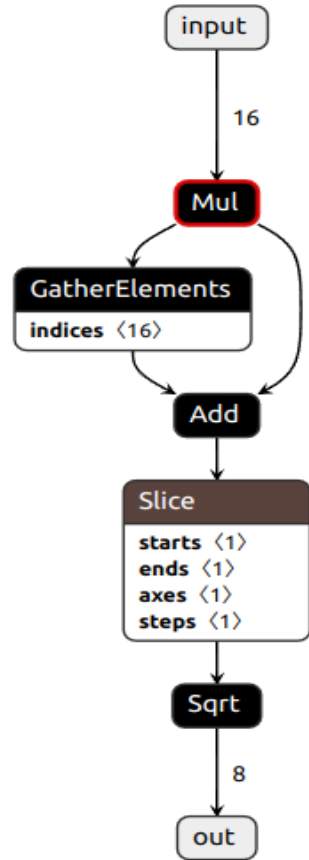 input
16
Mul
GatherElements
indices 〈16〉
Add
Slice
starts 〈1〉
ends 〈1〉
axes 〈1〉
steps 〈1〉
Sqrt
8
out